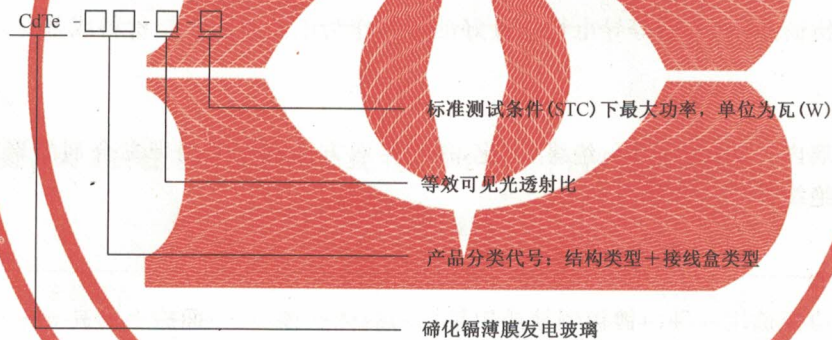 CdTe-□□-□ □
标准测试条件(STC)下最大功率，单位为瓦(W)
等效可见光透射比
产品分类代号：结构类型＋接线盒类型
碲化镉薄膜发电玻璃